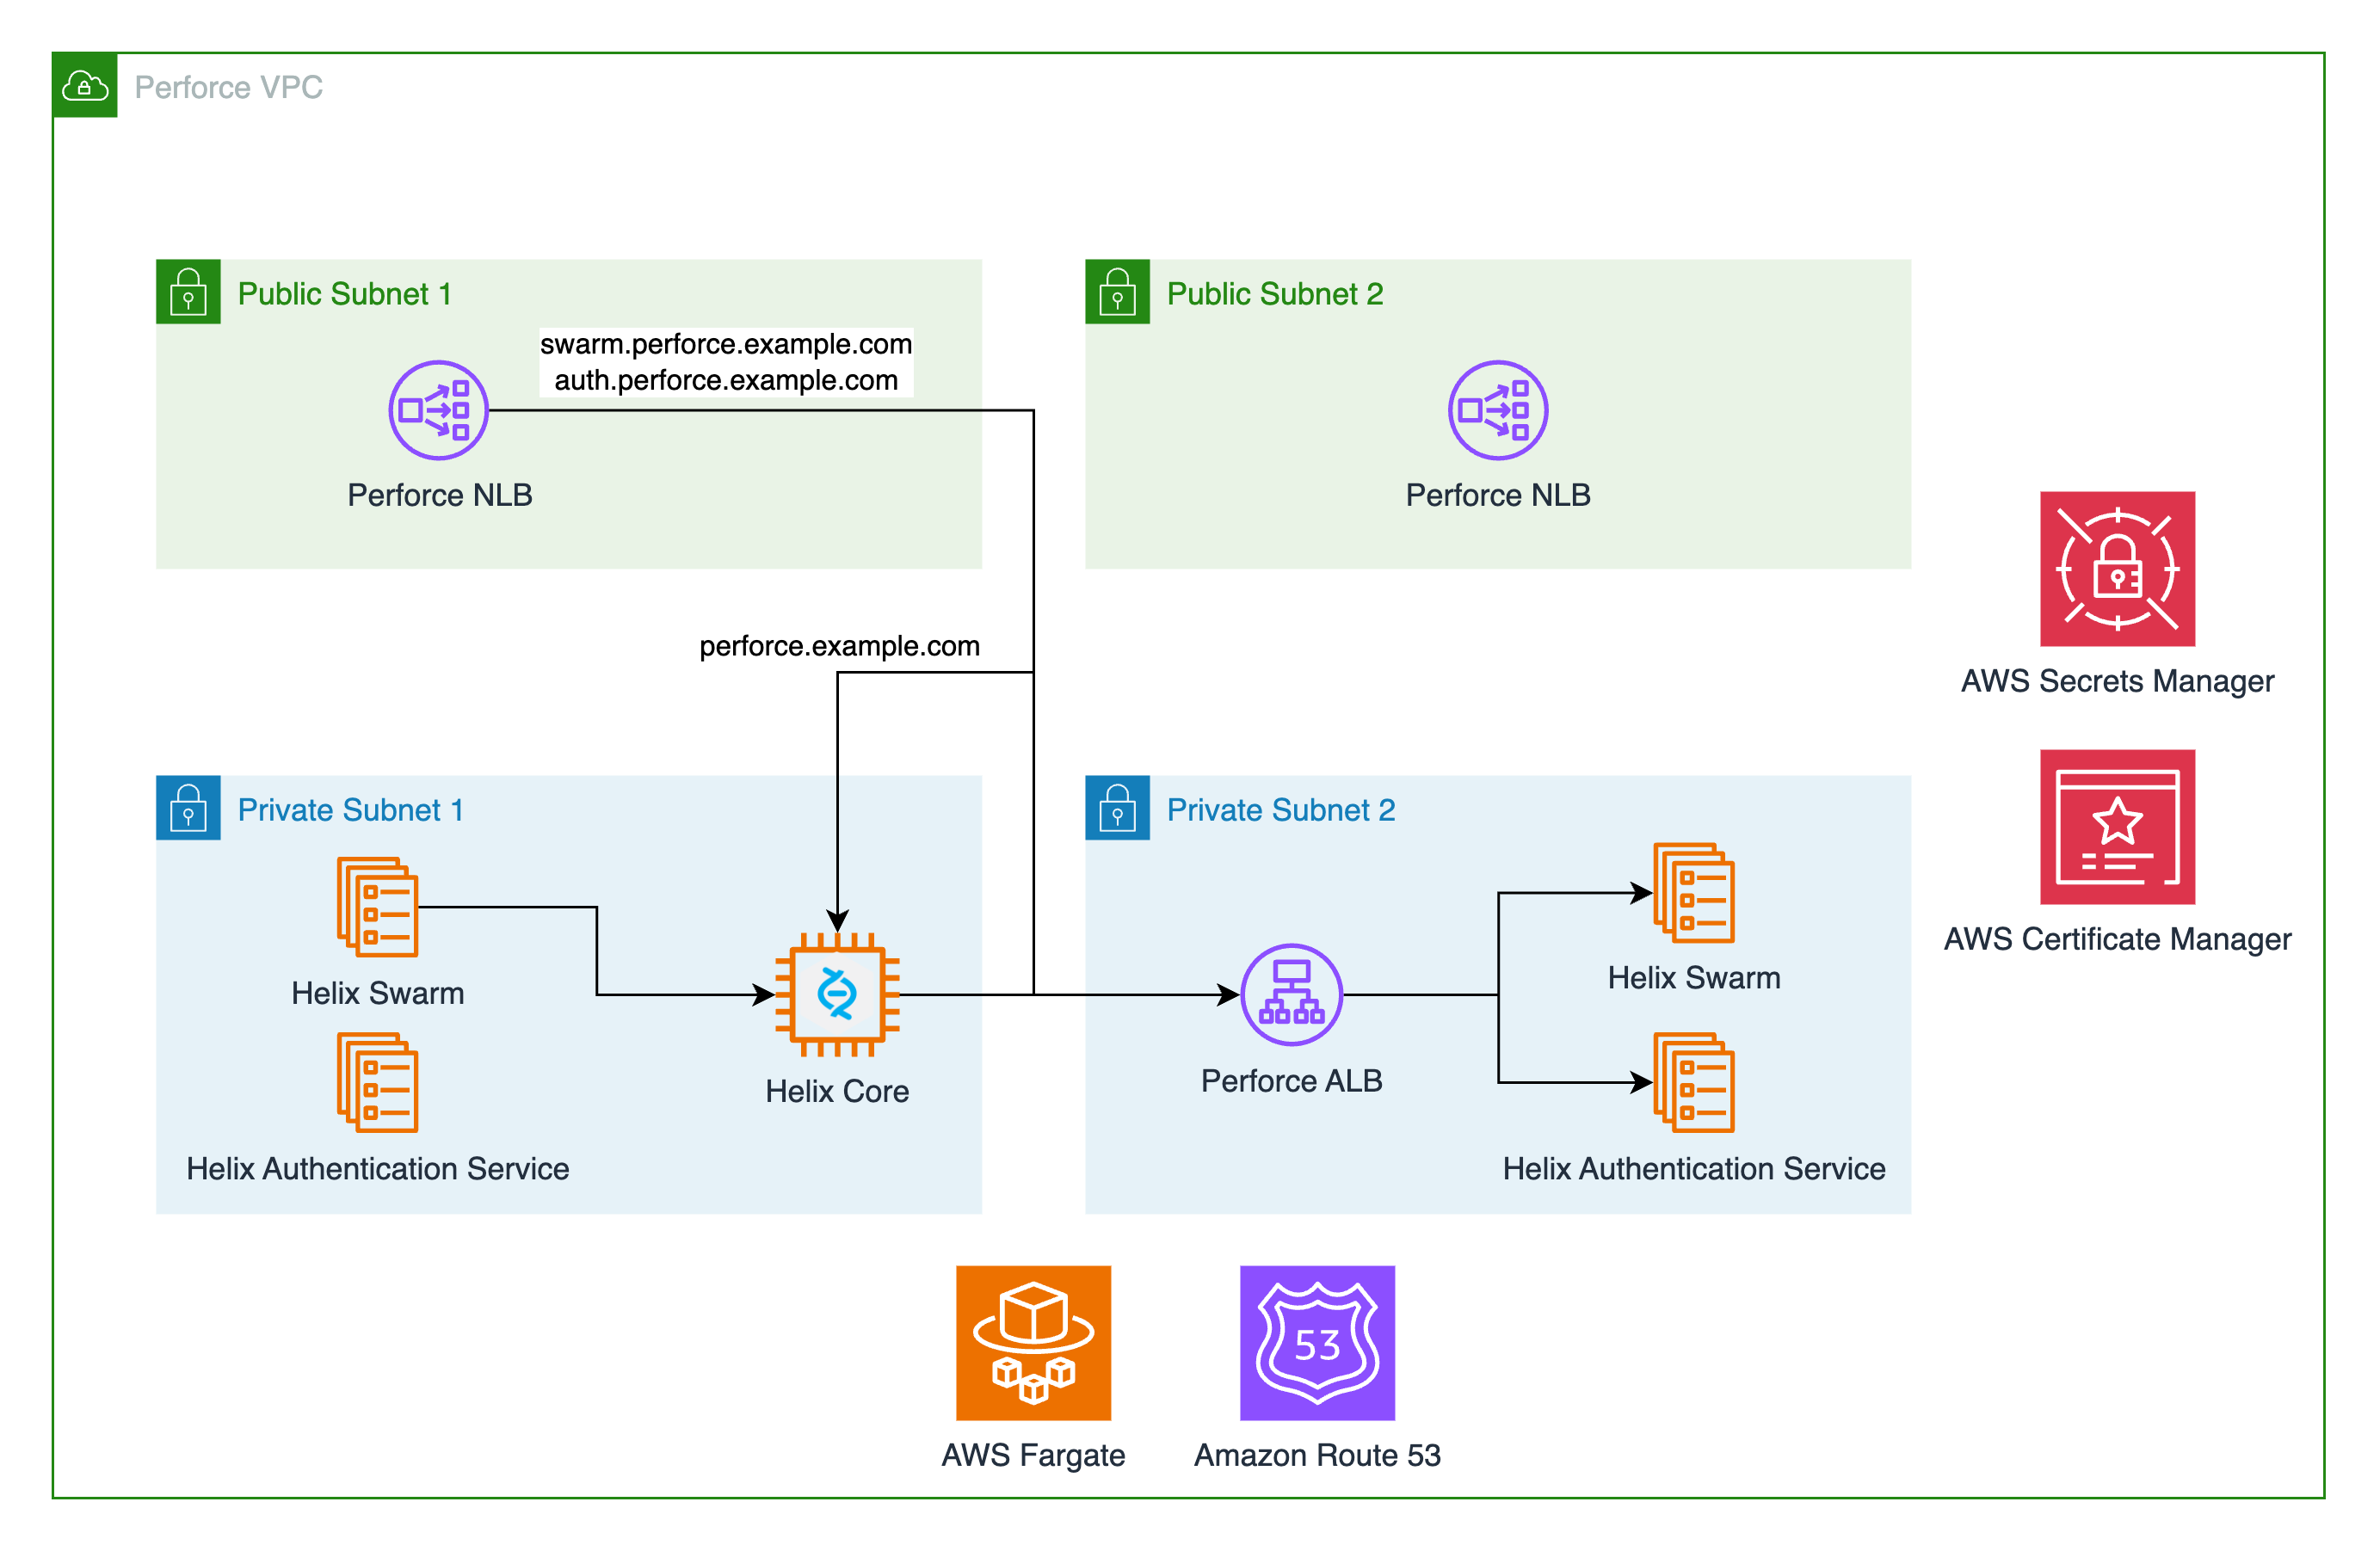 Perforce VPC
Public Subnet 1
Public Subnet 2
swarm.perforce.example.com
auth.perforce.example.com
Perforce NLB
Perforce NLB
perforce.example.com
AWS Secrets Manager
Private Subnet 1
Private Subnet 2
AWS Certificate Manager
Helix Swarm
Helix Swarm
Helix Core
Perforce ALB
Helix Authentication Service
Helix Authentication Service
53
AWS Fargate
Amazon Route 53